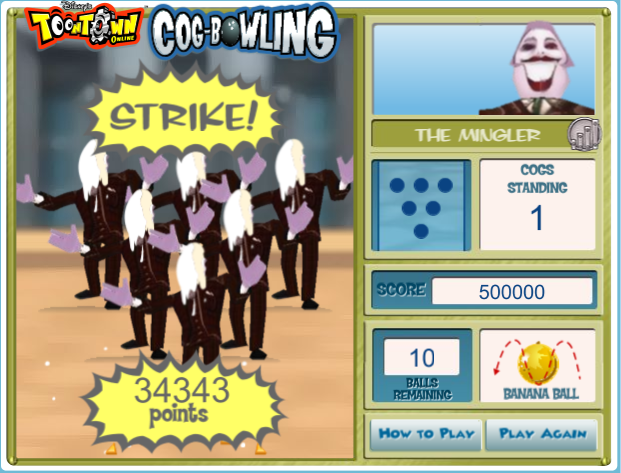 Disney's
TOONTOWN
ONLINE
COG-BOWLING
STRIKE!
34343
points
THE MINGLER
COGS
STANDING
1
SCORE 500000
10
BALLS
REMAINING
BANANA BALL
HOW TO PLAY
PLAY AGAIN